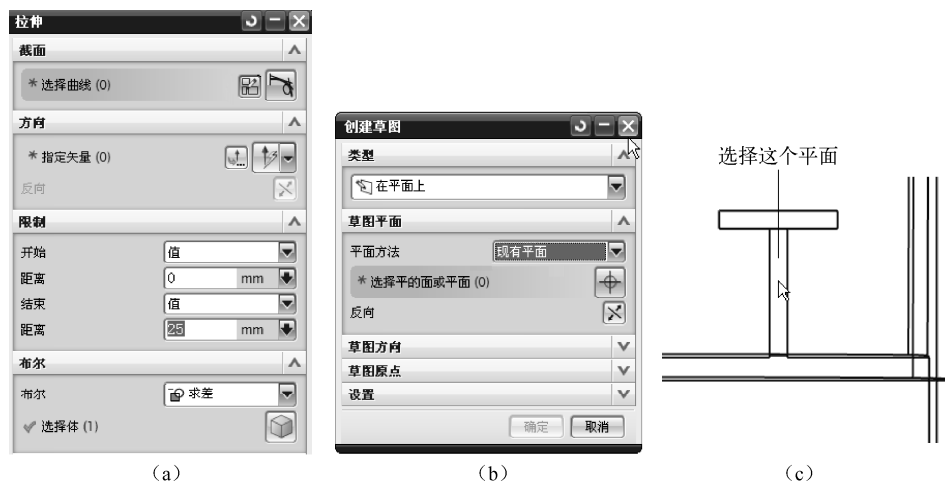 拉伸
截面
* 选择曲线 (0)
方向
* 指定矢量 (0)
反向
限制
开始 值
距离 0 mm
结束 值
距离 25 mm
布尔
布尔 求差
选择体 (1)
(a)
创建草图
类型
在平面上
草图平面
平面方法 现有平面
* 选择平的面或平面 (0)
反向
草图方向
草图原点
设置
确定 取消
(b)
选择这个平面
(c)